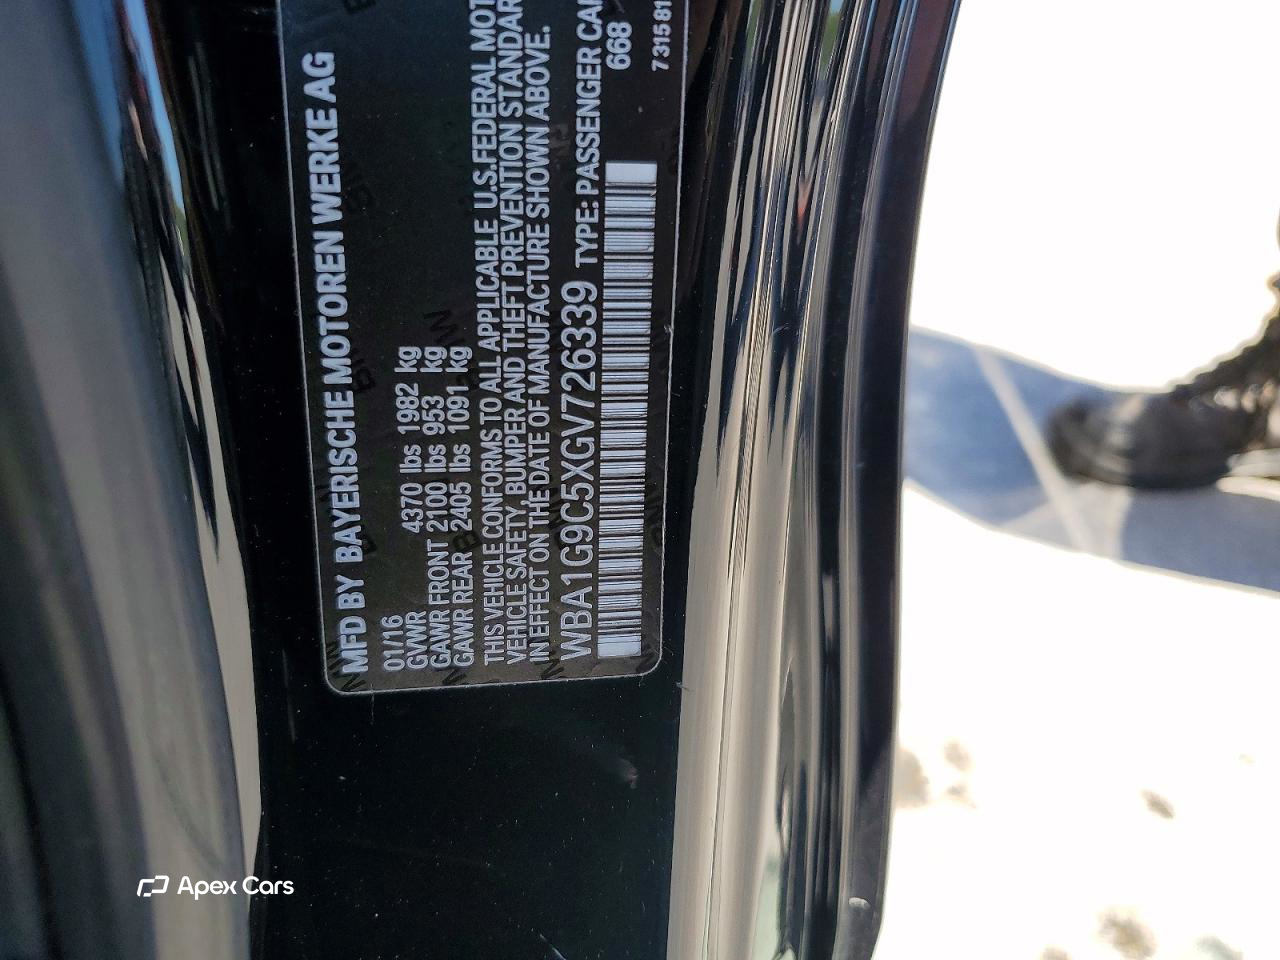 MFD BY BAYERISCHE MOTOREN WERKE AG
01/16
GVWR 4370 lbs 1982 kg
GAWR FRONT 2100 lbs 953 kg
GAWR REAR 2405 lbs 1091 kg
THIS VEHICLE CONFORMS TO ALL APPLICABLE U.S.FEDERAL MOT
VEHICLE SAFETY, BUMPER AND THEFT PREVENTION STANDAR
IN EFFECT ON THE DATE OF MANUFACTURE SHOWN ABOVE.
WBA1G9C5XGV726339 TYPE: PASSENGER CAR
668
731581
Apex Cars